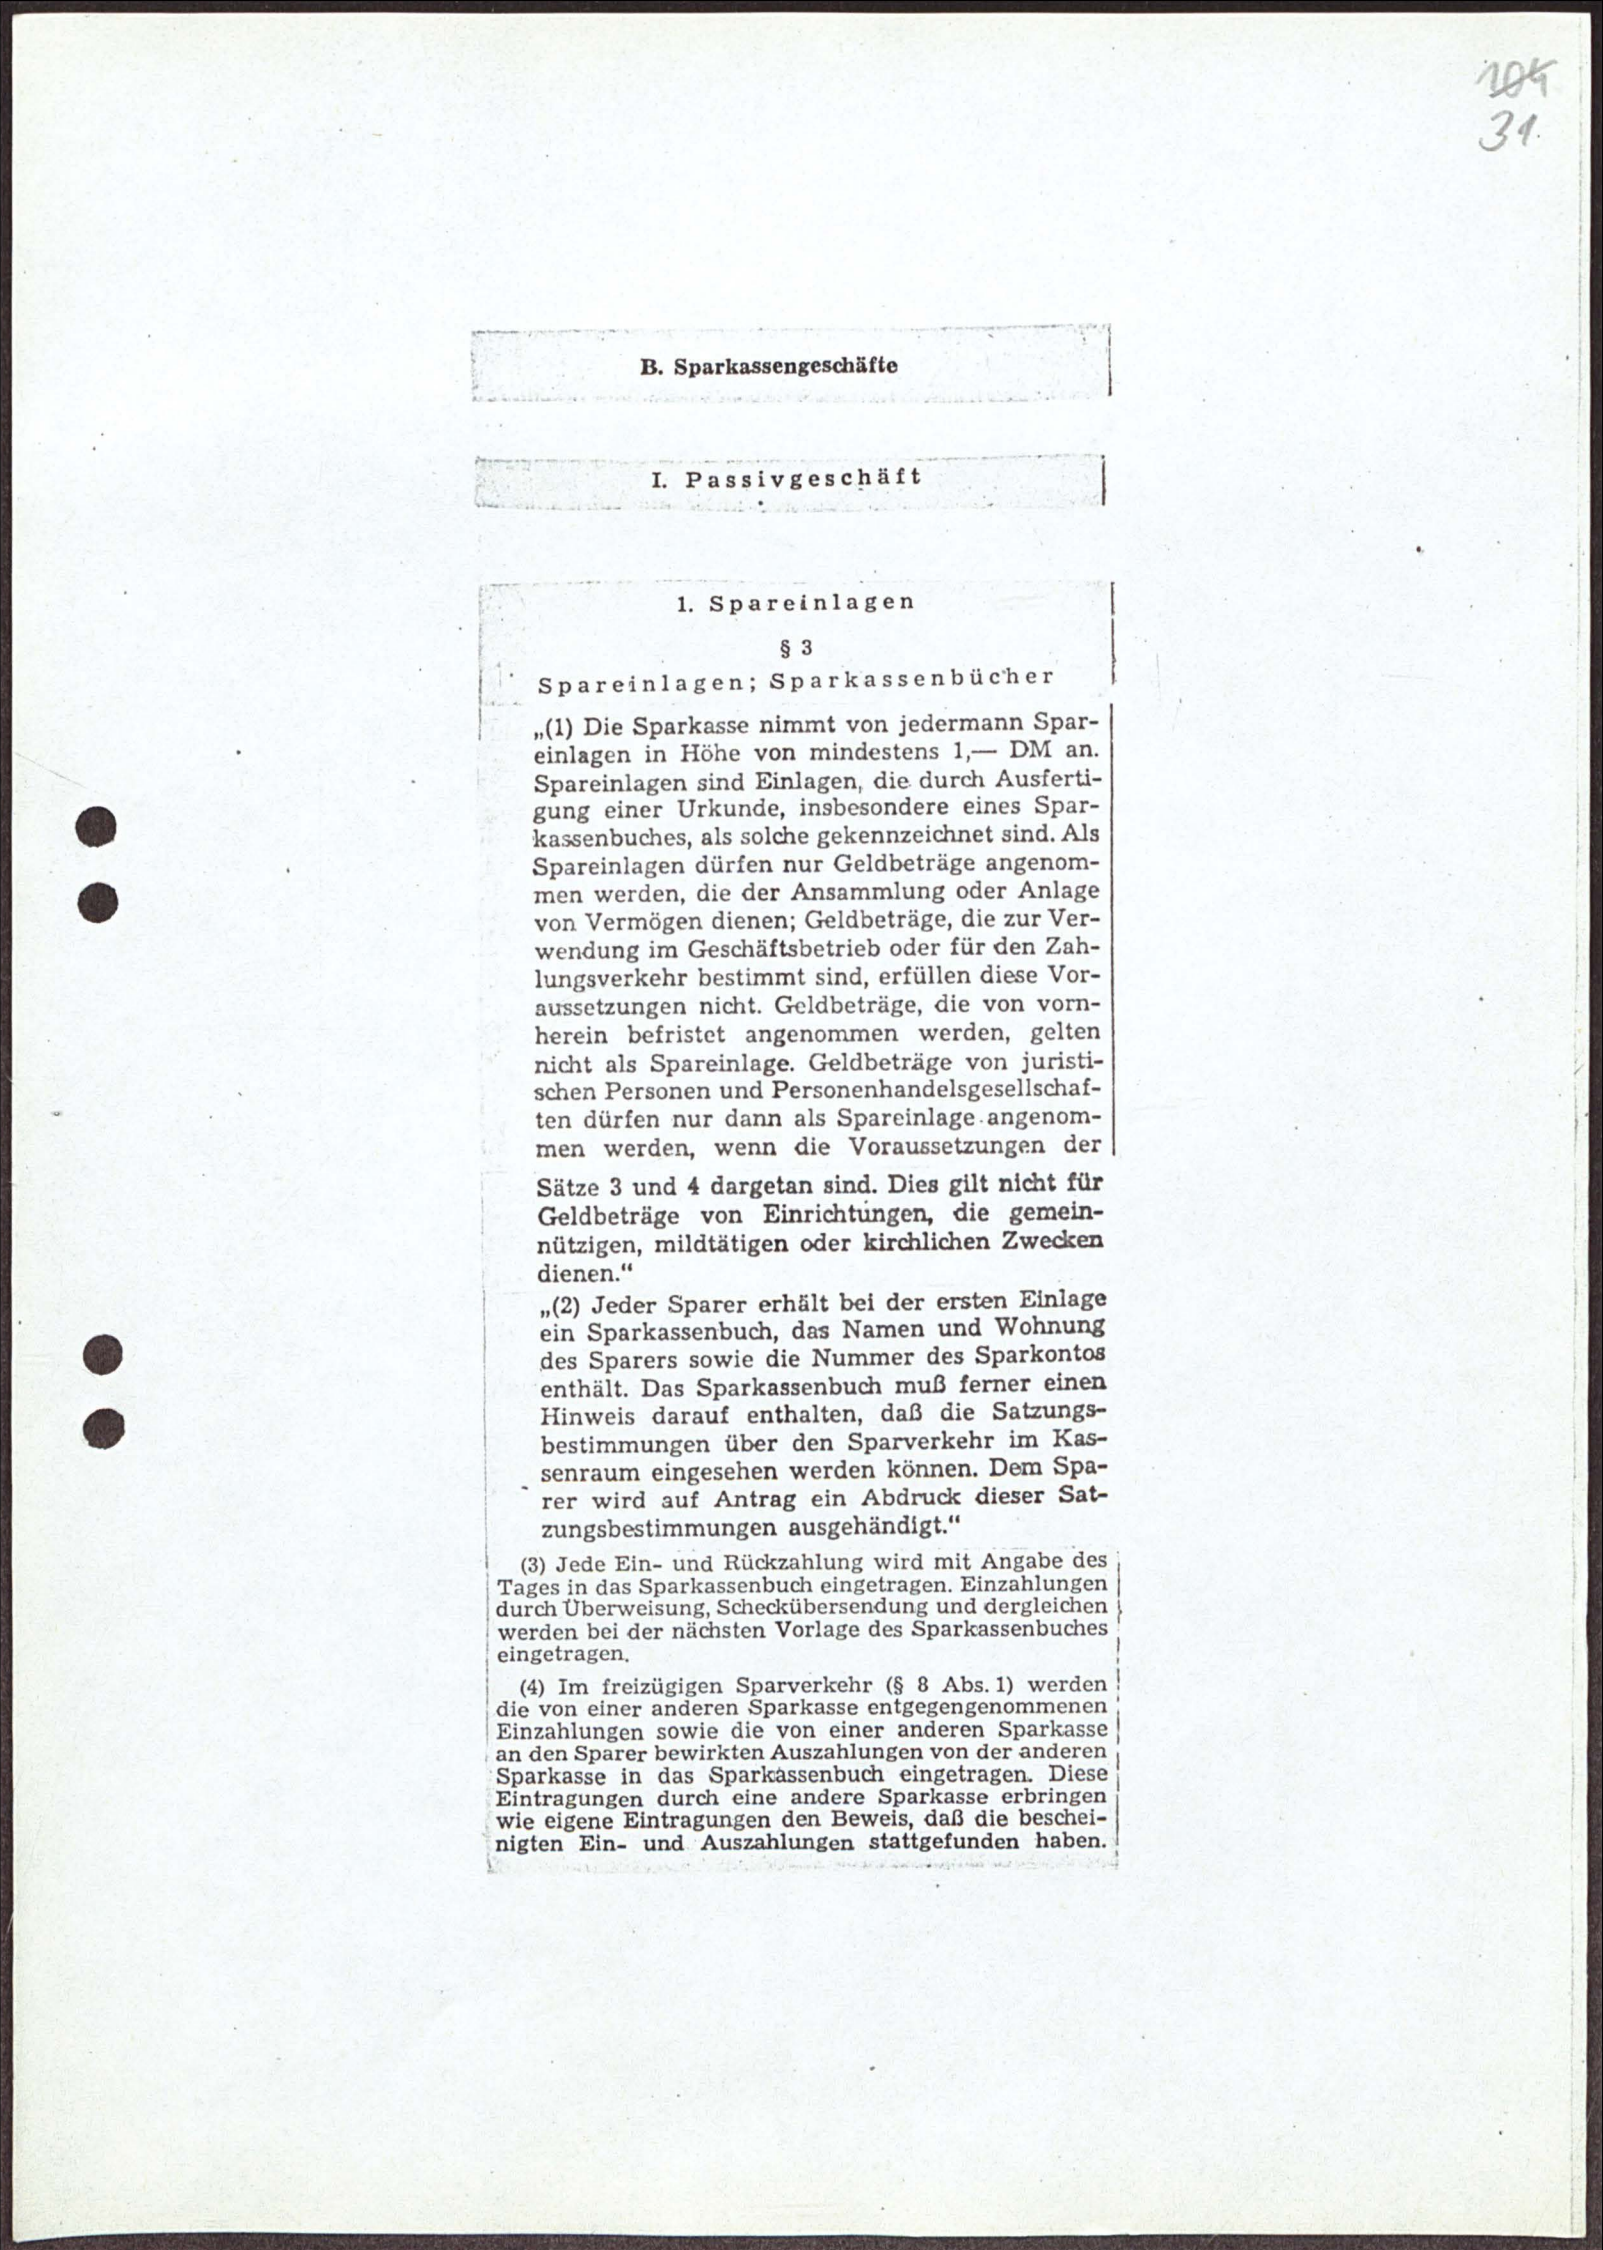 104
31.
B. Sparkassengeschäfte
I. Passivgeschäft
1. Spareinlagen
§ 3
Spareinlagen; Sparkassenbücher
„(1) Die Sparkasse nimmt von jedermann Spar-
einlagen in Höhe von mindestens 1,— DM an.
Spareinlagen sind Einlagen, die durch Ausferti-
gung einer Urkunde, insbesondere eines Spar-
kassenbuches, als solche gekennzeichnet sind. Als
Spareinlagen dürfen nur Geldbeträge angenom-
men werden, die der Ansammlung oder Anlage
von Vermögen dienen; Geldbeträge, die zur Ver-
wendung im Geschäftsbetrieb oder für den Zah-
lungsverkehr bestimmt sind, erfüllen diese Vor-
aussetzungen nicht. Geldbeträge, die von vorn-
herein befristet angenommen werden, gelten
nicht als Spareinlage. Geldbeträge von juristi-
schen Personen und Personenhandelsgesellschaf-
ten dürfen nur dann als Spareinlage angenom-
men werden, wenn die Voraussetzungen der
Sätze 3 und 4 dargetan sind. Dies gilt nicht für
Geldbeträge von Einrichtungen, die gemein-
nützigen, mildtätigen oder kirchlichen Zwecken
dienen.“
„(2) Jeder Sparer erhält bei der ersten Einlage
ein Sparkassenbuch, das Namen und Wohnung
des Sparers sowie die Nummer des Sparkontos
enthält. Das Sparkassenbuch muß ferner einen
Hinweis darauf enthalten, daß die Satzungs-
bestimmungen über den Sparverkehr im Kas-
senraum eingesehen werden können. Dem Spa-
rer wird auf Antrag ein Abdruck dieser Sat-
zungsbestimmungen ausgehändigt.“
(3) Jede Ein- und Rückzahlung wird mit Angabe des
Tages in das Sparkassenbuch eingetragen. Einzahlungen
durch Überweisung, Schecküübersendung und dergleichen
werden bei der nächsten Vorlage des Sparkassenbuches
eingetragen.
(4) Im freizügigen Sparverkehr (§ 8 Abs. 1) werden
die von einer anderen Sparkasse entgegengenommenen
Einzahlungen sowie die von einer anderen Sparkasse
an den Sparer bewirkten Auszahlungen von der anderen
Sparkasse in das Sparkassenbuch eingetragen. Diese
Eintragungen durch eine andere Sparkasse erbringen
wie eigene Eintragungen den Beweis, daß die beschei-
nigten Ein- und Auszahlungen stattgefunden haben.